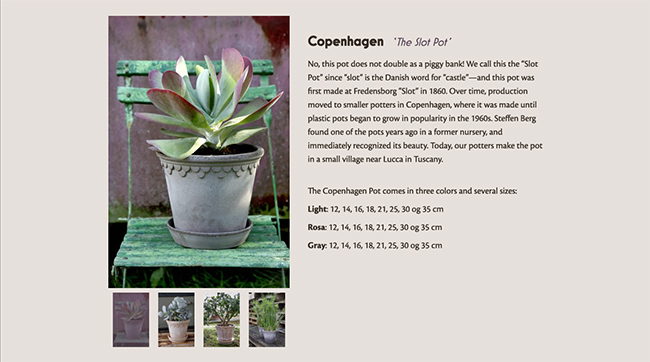 Copenhagen 'The Slot Pot'
No, this pot does not double as a piggy bank! We call this the "Slot
Pot" since "slot" is the Danish word for "castle"—and this pot was
first made at Fredensborg "Slot" in 1860. Over time, production
moved to smaller potters in Copenhagen, where it was made until
plastic pots began to grow in popularity in the 1960s. Steffen Berg
found one of the pots years ago in a former nursery, and
immediately recognized its beauty. Today, our potters make the pot
in a small village near Lucca in Tuscany.
The Copenhagen Pot comes in three colors and several sizes:
Light: 12, 14, 16, 18, 21, 25, 30 og 35 cm
Rosa: 12, 14, 16, 18, 21, 25, 30 og 35 cm
Gray: 12, 14, 16, 18, 21, 25, 30 og 35 cm